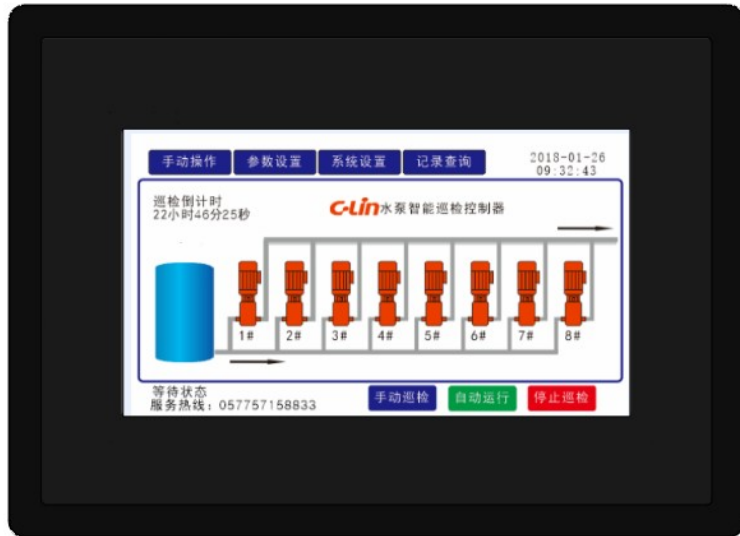 手动操作 参数设置 系统设置 记录查询
2018-01-26
09:32:43
巡检倒计时
22小时46分25秒
C-Lin水泵智能巡检控制器
1# 2# 3# 4# 5# 6# 7# 8#
等待状态
服务热线：057757158833
手动巡检 自动运行 停止巡检